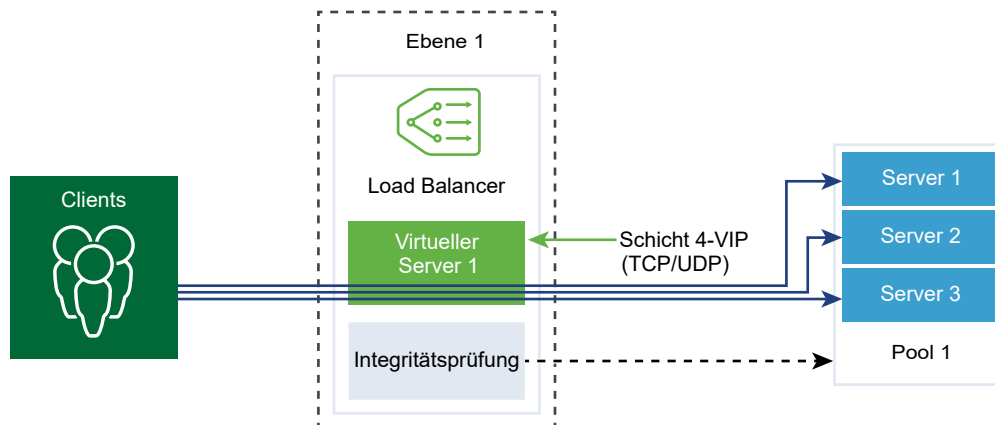 Ebene 1
Load Balancer
Clients
Virtueller
Server 1
Schicht 4-VIP
(TCP/UDP)
Server 1
Server 2
Server 3
Integritätsprüfung
Pool 1